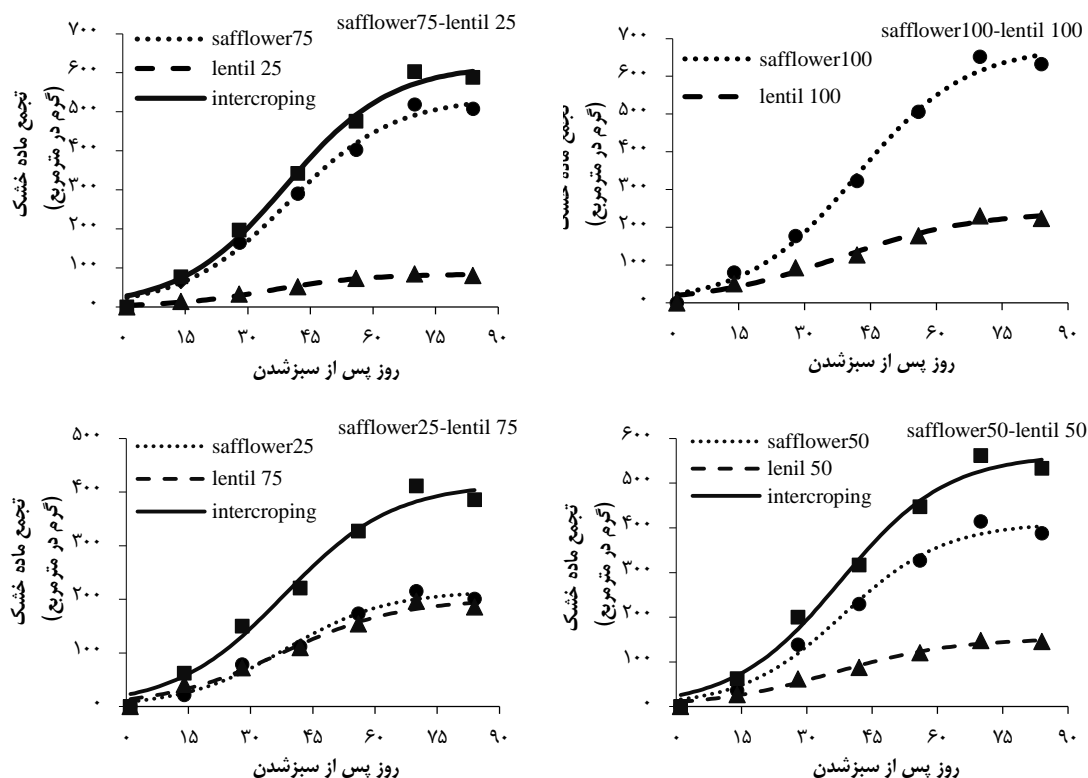 safflower75-lentil 25
۷۰۰
safflower75
۶۰۰
lentil 25
۵۰۰
intercroping
۴۰۰
۳۰۰
۲۰۰
۱۰۰
۰
تجمع ماده خشک
(گرم در مترمربع)
۰ ۱۵ ۳۰ ۴۵ ۶۰ ۷۵ ۹۰
روز پس از سبزشدن
safflower100-lentil 100
۷۰۰
safflower100
۶۰۰
lentil 100
۵۰۰
۴۰۰
۳۰۰
۲۰۰
۱۰۰
۰
تجمع ماده خشک
(گرم در مترمربع)
۰ ۱۵ ۳۰ ۴۵ ۶۰ ۷۵ ۹۰
روز پس از سبزشدن
safflower25-lentil 75
۵۰۰
safflower25
lentil 75
۴۰۰
intercroping
۳۰۰
۲۰۰
۱۰۰
۰
تجمع ماده خشک
(گرم در مترمربع)
۰ ۱۵ ۳۰ ۴۵ ۶۰ ۷۵ ۹۰
روز پس از سبزشدن
safflower50-lentil 50
۶۰۰
safflower50
lenil 50
۵۰۰
intercroping
۴۰۰
۳۰۰
۲۰۰
۱۰۰
۰
تجمع ماده خشک
(گرم در مترمربع)
۰ ۱۵ ۳۰ ۴۵ ۶۰ ۷۵ ۹۰
روز پس از سبزشدن